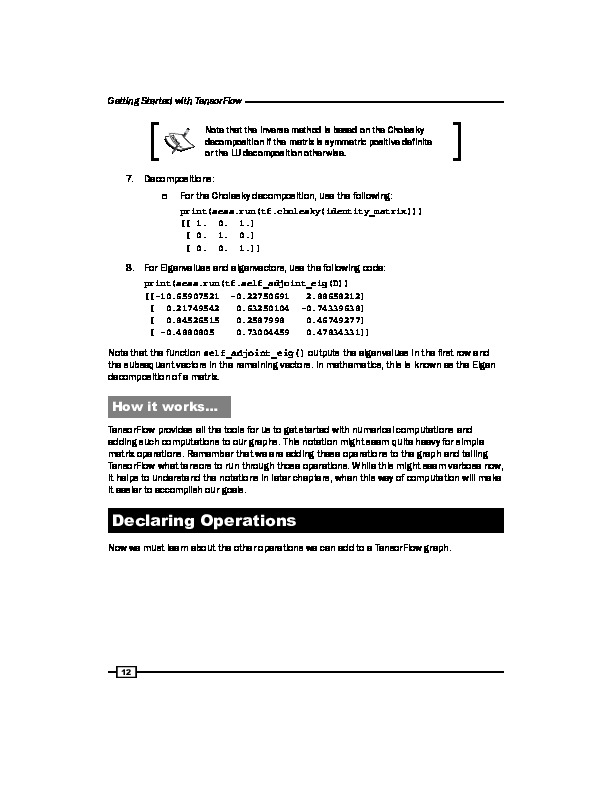 Getting Started with TensorFlow
Note that the inverse method is based on the Cholesky
decomposition if the matrix is symmetric positive definite
or the LU decomposition otherwise.
7. Decompositions:
□ For the Cholesky decomposition, use the following:
print(sess.run(tf.cholesky(identity_matrix)))
[[ 1. 0. 1.]
[ 0. 1. 0.]
[ 0. 0. 1.]]
8. For Eigenvalues and eigenvectors, use the following code:
print(sess.run(tf.self_adjoint_eig(D))
[[-10.65907521 -0.22750691 2.88658212]
[ 0.21749542 0.63250104 -0.74339638]
[ 0.84526515 0.2587998 0.46749277]
[ -0.4880805 0.73004459 0.47834331]]
Note that the function self_adjoint_eig() outputs the eigenvalues in the first row and
the subsequent vectors in the remaining vectors. In mathematics, this is known as the Eigen
decomposition of a matrix.
How it works...
TensorFlow provides all the tools for us to get started with numerical computations and
adding such computations to our graphs. This notation might seem quite heavy for simple
matrix operations. Remember that we are adding these operations to the graph and telling
TensorFlow what tensors to run through those operations. While this might seem verbose now,
it helps to understand the notations in later chapters, when this way of computation will make
it easier to accomplish our goals.
Declaring Operations
Now we must learn about the other operations we can add to a TensorFlow graph.
12